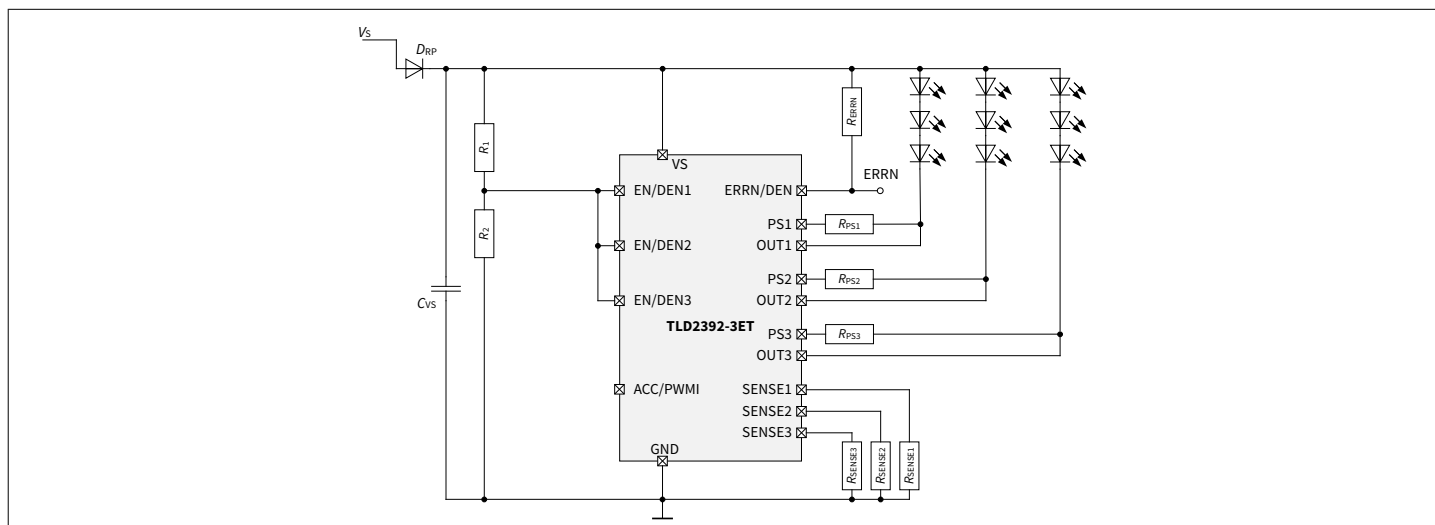 VS
DRP
R1
R2
CVS
VS
EN/DEN1
EN/DEN2
EN/DEN3
ACC/PWMI
GND
TLD2392-3ET
ERRN/DEN
PS1
OUT1
PS2
OUT2
PS3
OUT3
SENSE1
SENSE2
SENSE3
RERRN
ERRN
RPS1
RPS2
RPS3
RSENSE3
RSENSE2
RSENSE1